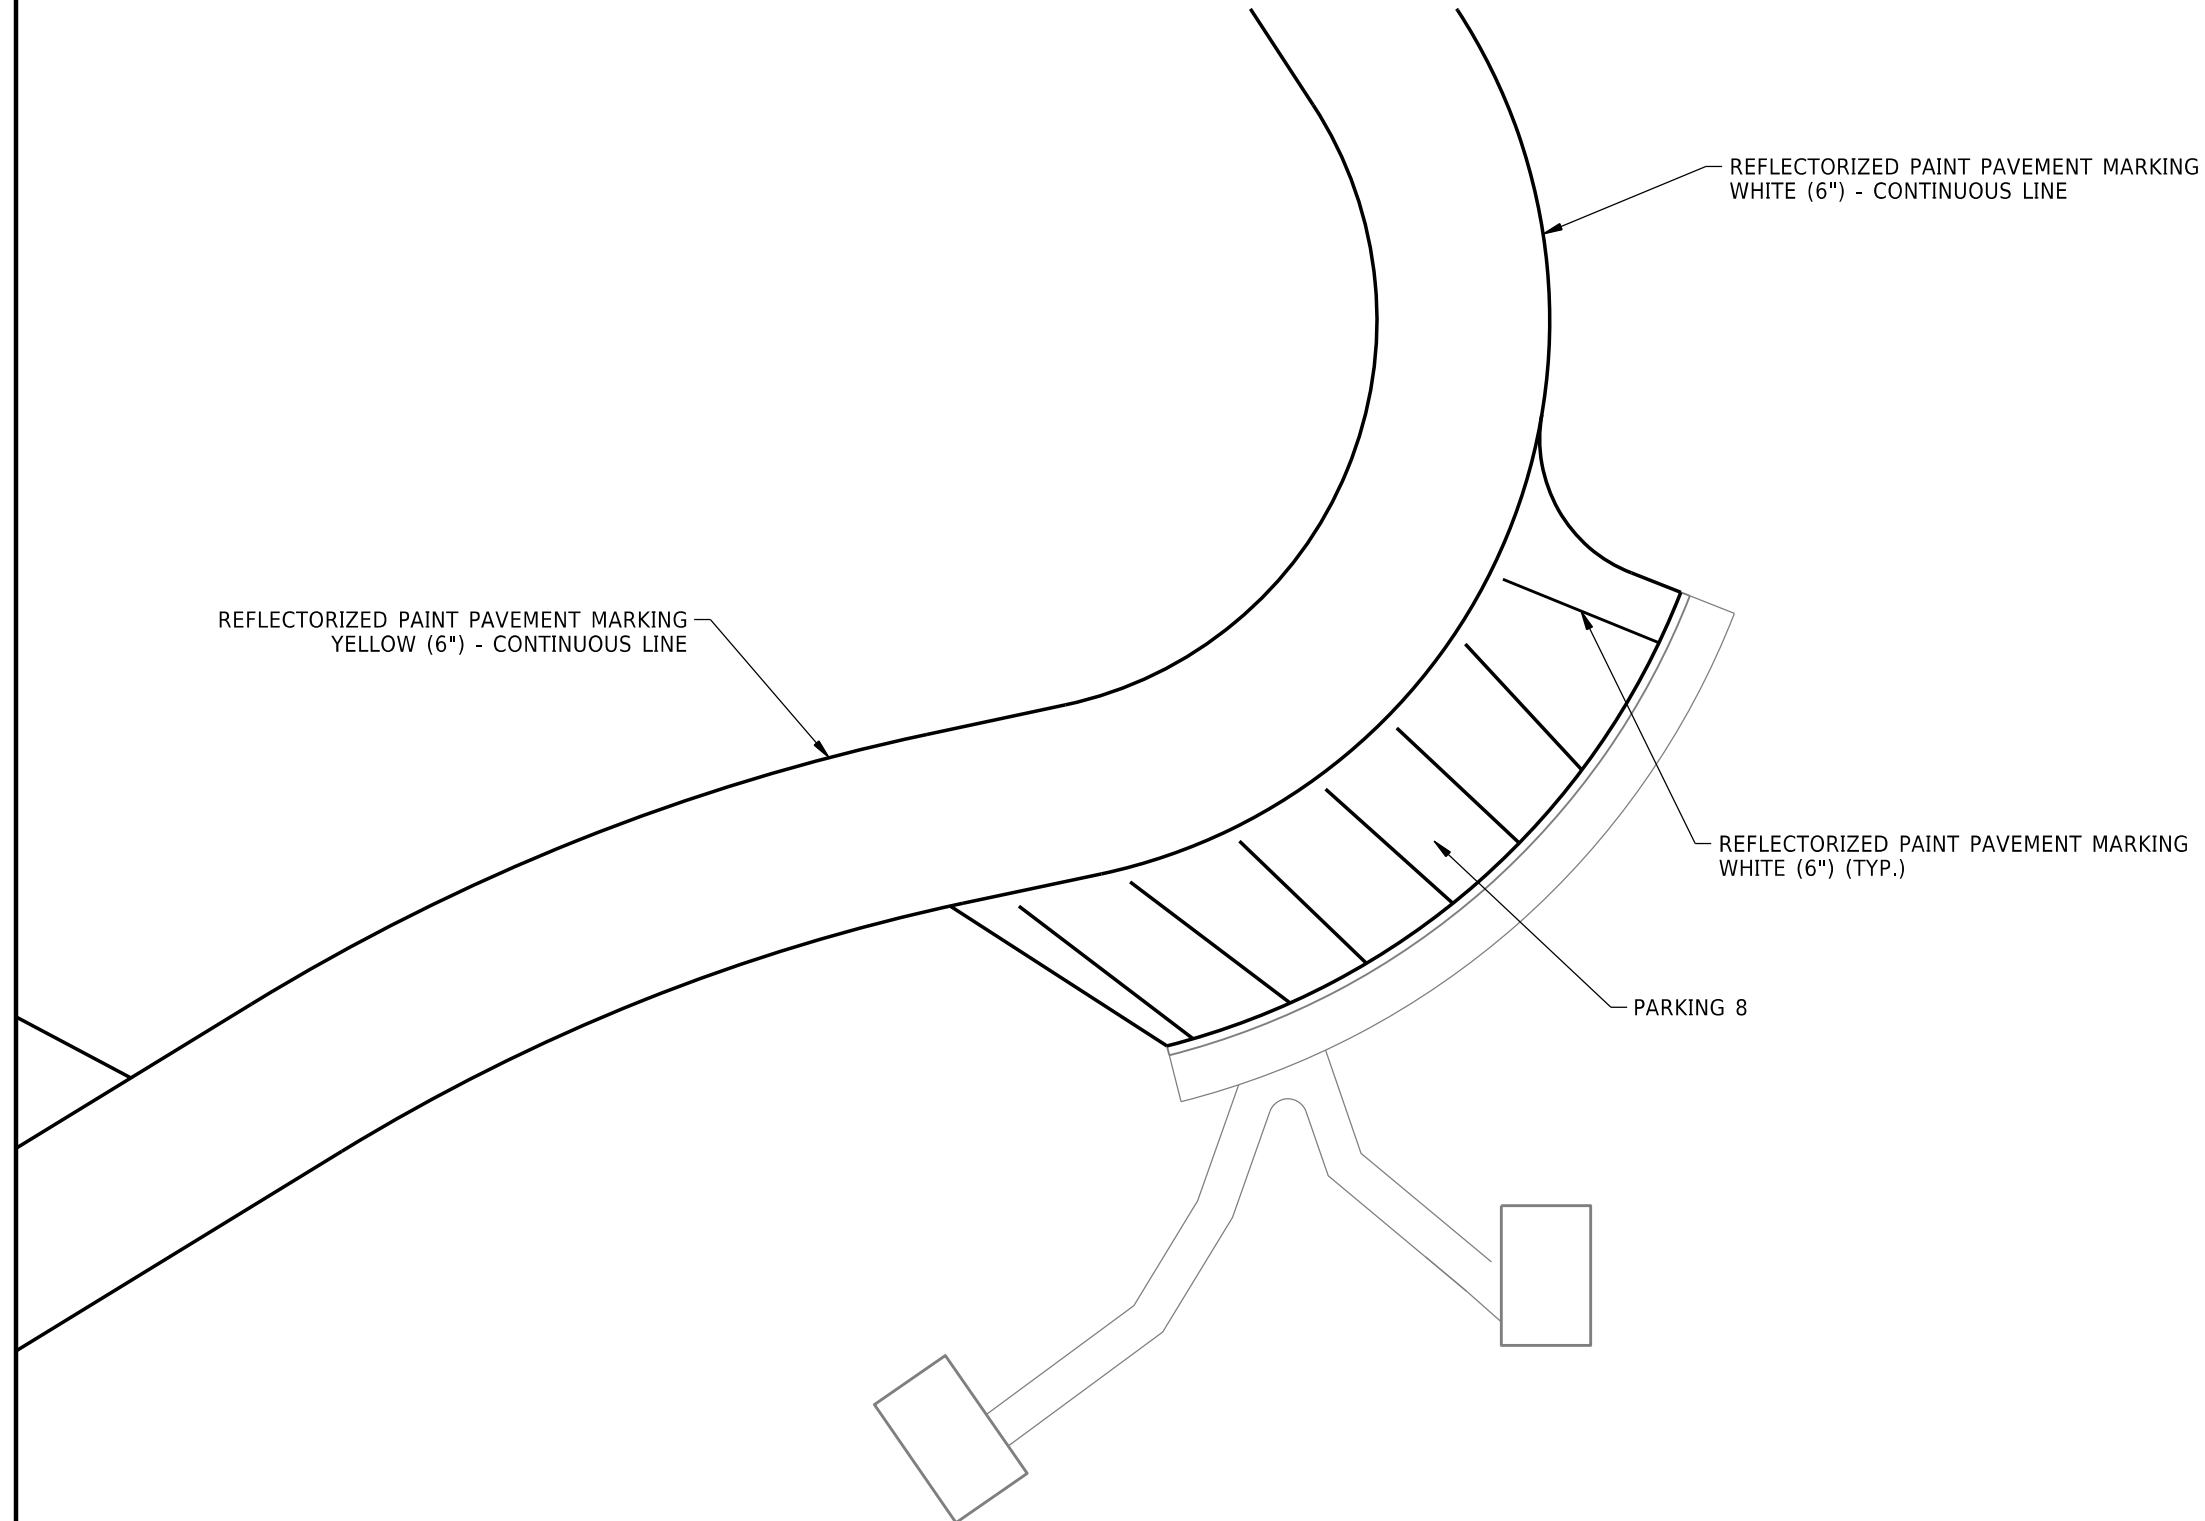 REFLECTORIZED PAINT PAVEMENT MARKING
WHITE (6") - CONTINUOUS LINE
REFLECTORIZED PAINT PAVEMENT MARKING
YELLOW (6") - CONTINUOUS LINE
REFLECTORIZED PAINT PAVEMENT MARKING
WHITE (6") (TYP.)
PARKING 8